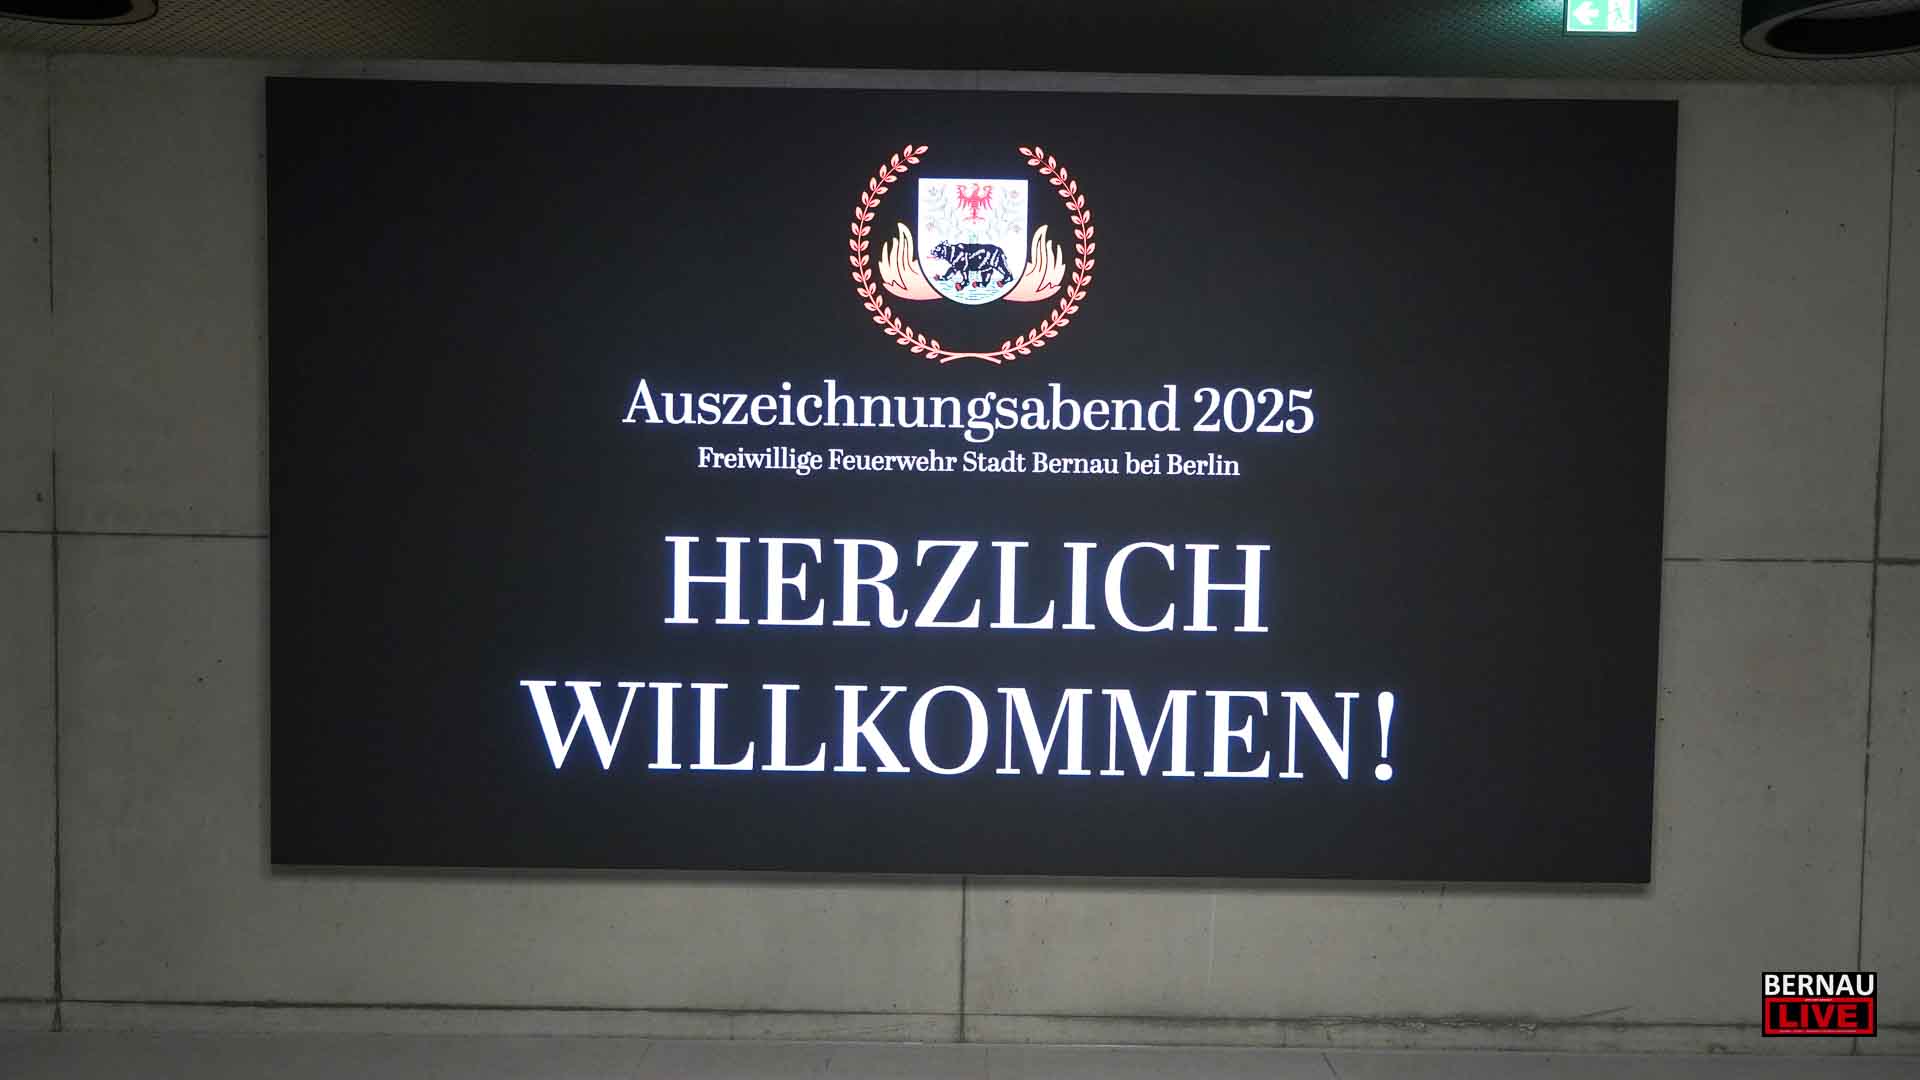 Auszeichnungsabend 2025
Freiwillige Feuerwehr Stadt Bernau bei Berlin
HERZLICH
WILLKOMMEN!
BERNAU
LIVE